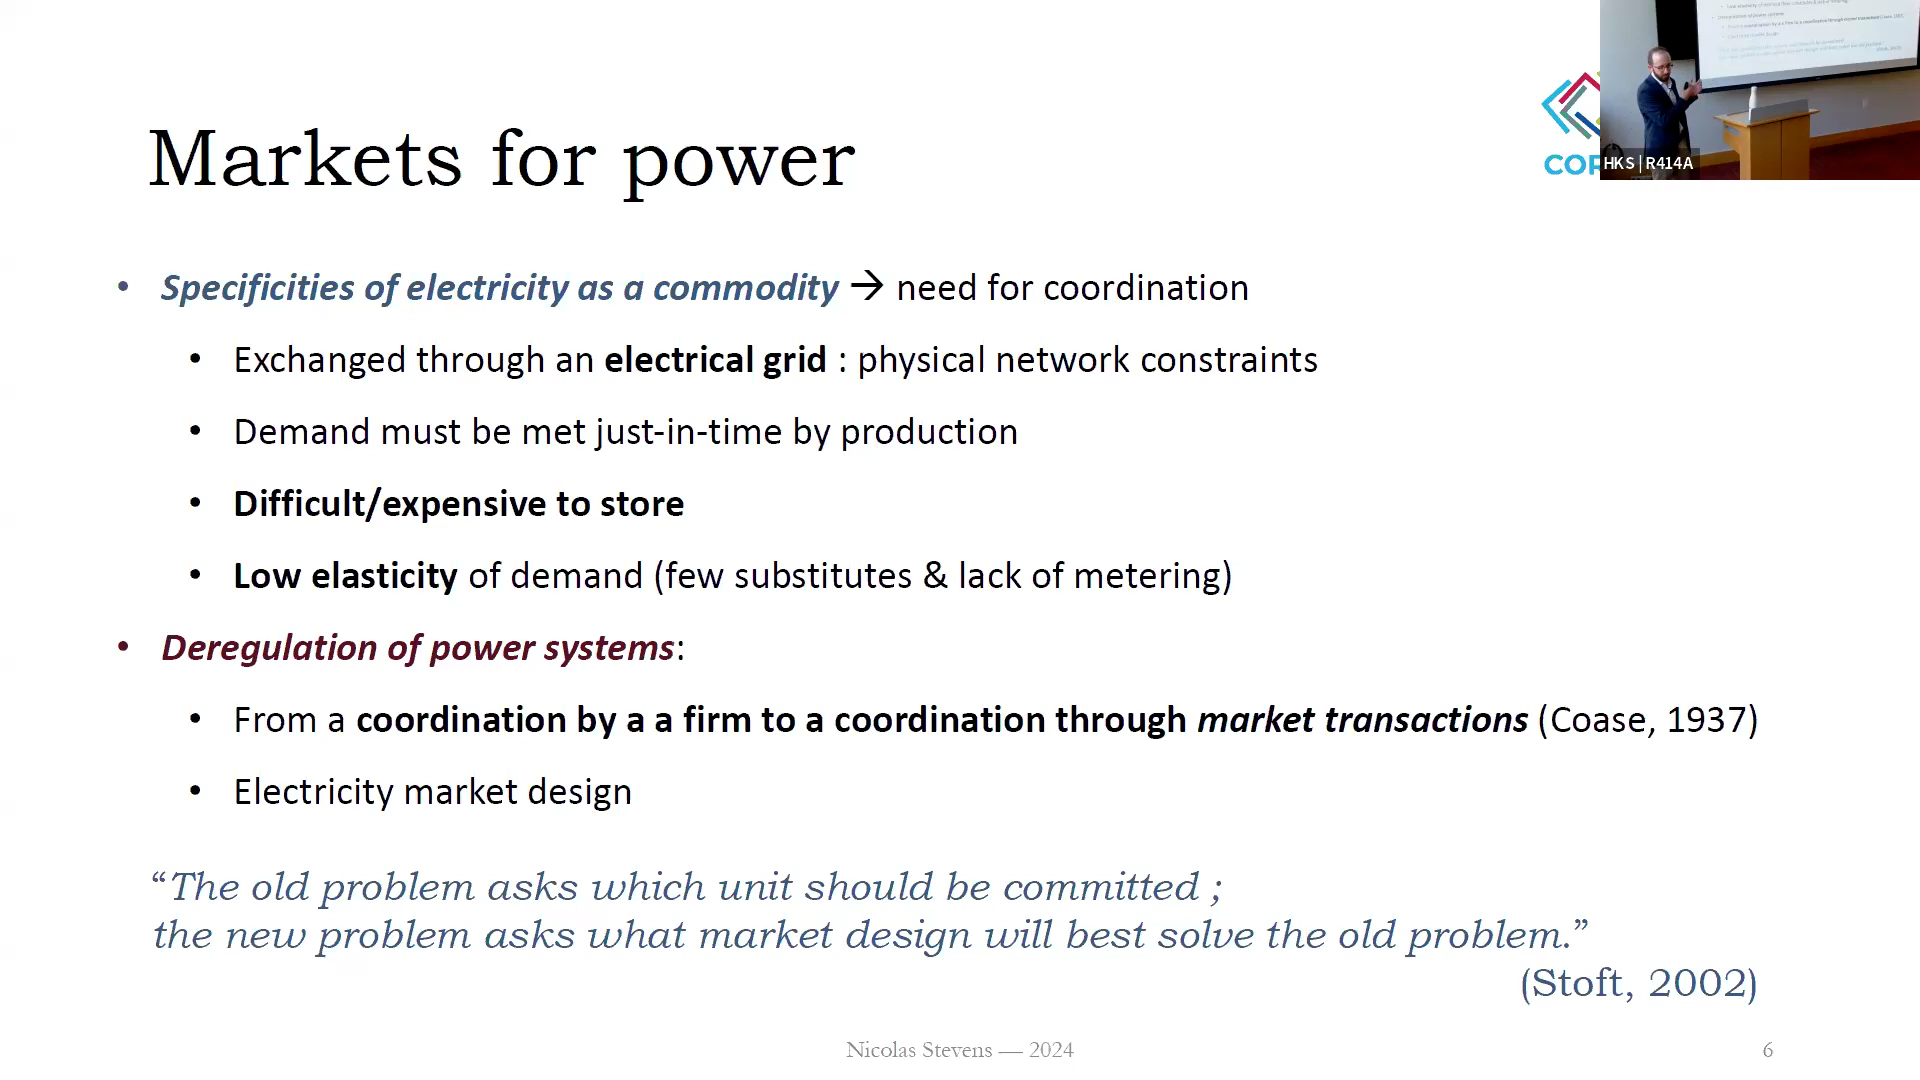 Markets for power
COR
HKS | R414A
• Specificities of electricity as a commodity → need for coordination
• Exchanged through an electrical grid : physical network constraints
• Demand must be met just-in-time by production
• Difficult/expensive to store
• Low elasticity of demand (few substitutes & lack of metering)
• Deregulation of power systems:
• From a coordination by a a firm to a coordination through market transactions (Coase, 1937)
• Electricity market design
“The old problem asks which unit should be committed ;
the new problem asks what market design will best solve the old problem.”
(Stoft, 2002)
Nicolas Stevens — 2024
6